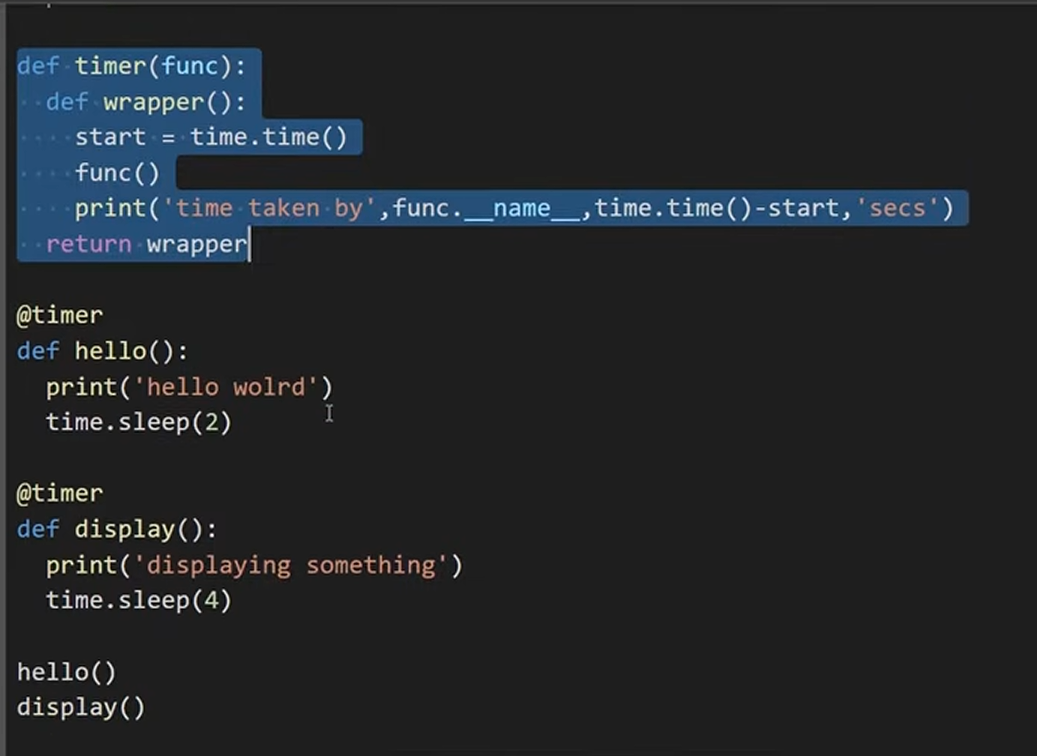 def timer(func):
  def wrapper():
    start = time.time()
    func()
    print('time taken by',func.__name__,time.time()-start,'secs')
  return wrapper

@timer
def hello():
  print('hello wolrd')
  time.sleep(2)

@timer
def display():
  print('displaying something')
  time.sleep(4)

hello()
display()